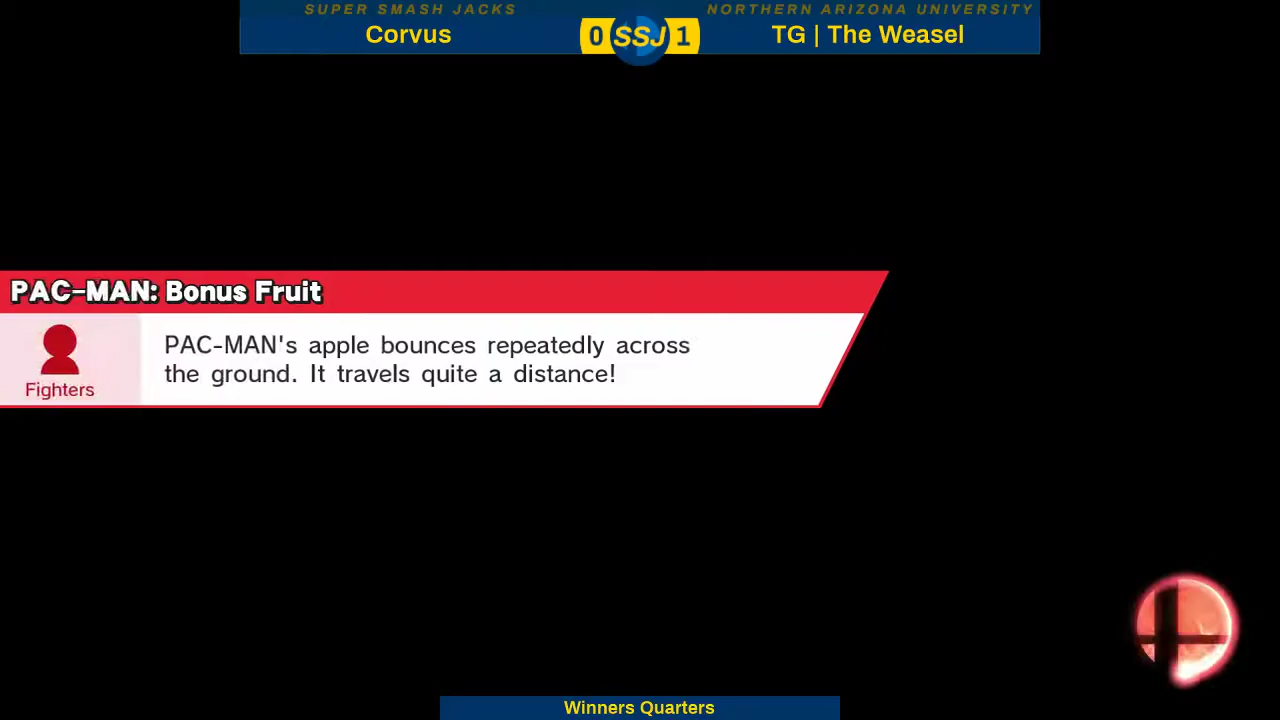 SUPER SMASH JACKS
NORTHERN ARIZONA UNIVERSITY
Corvus
0 SSJ 1
TG | The Weasel
PAC-MAN: Bonus Fruit
PAC-MAN's apple bounces repeatedly across
the ground. It travels quite a distance!
Fighters
Winners Quarters